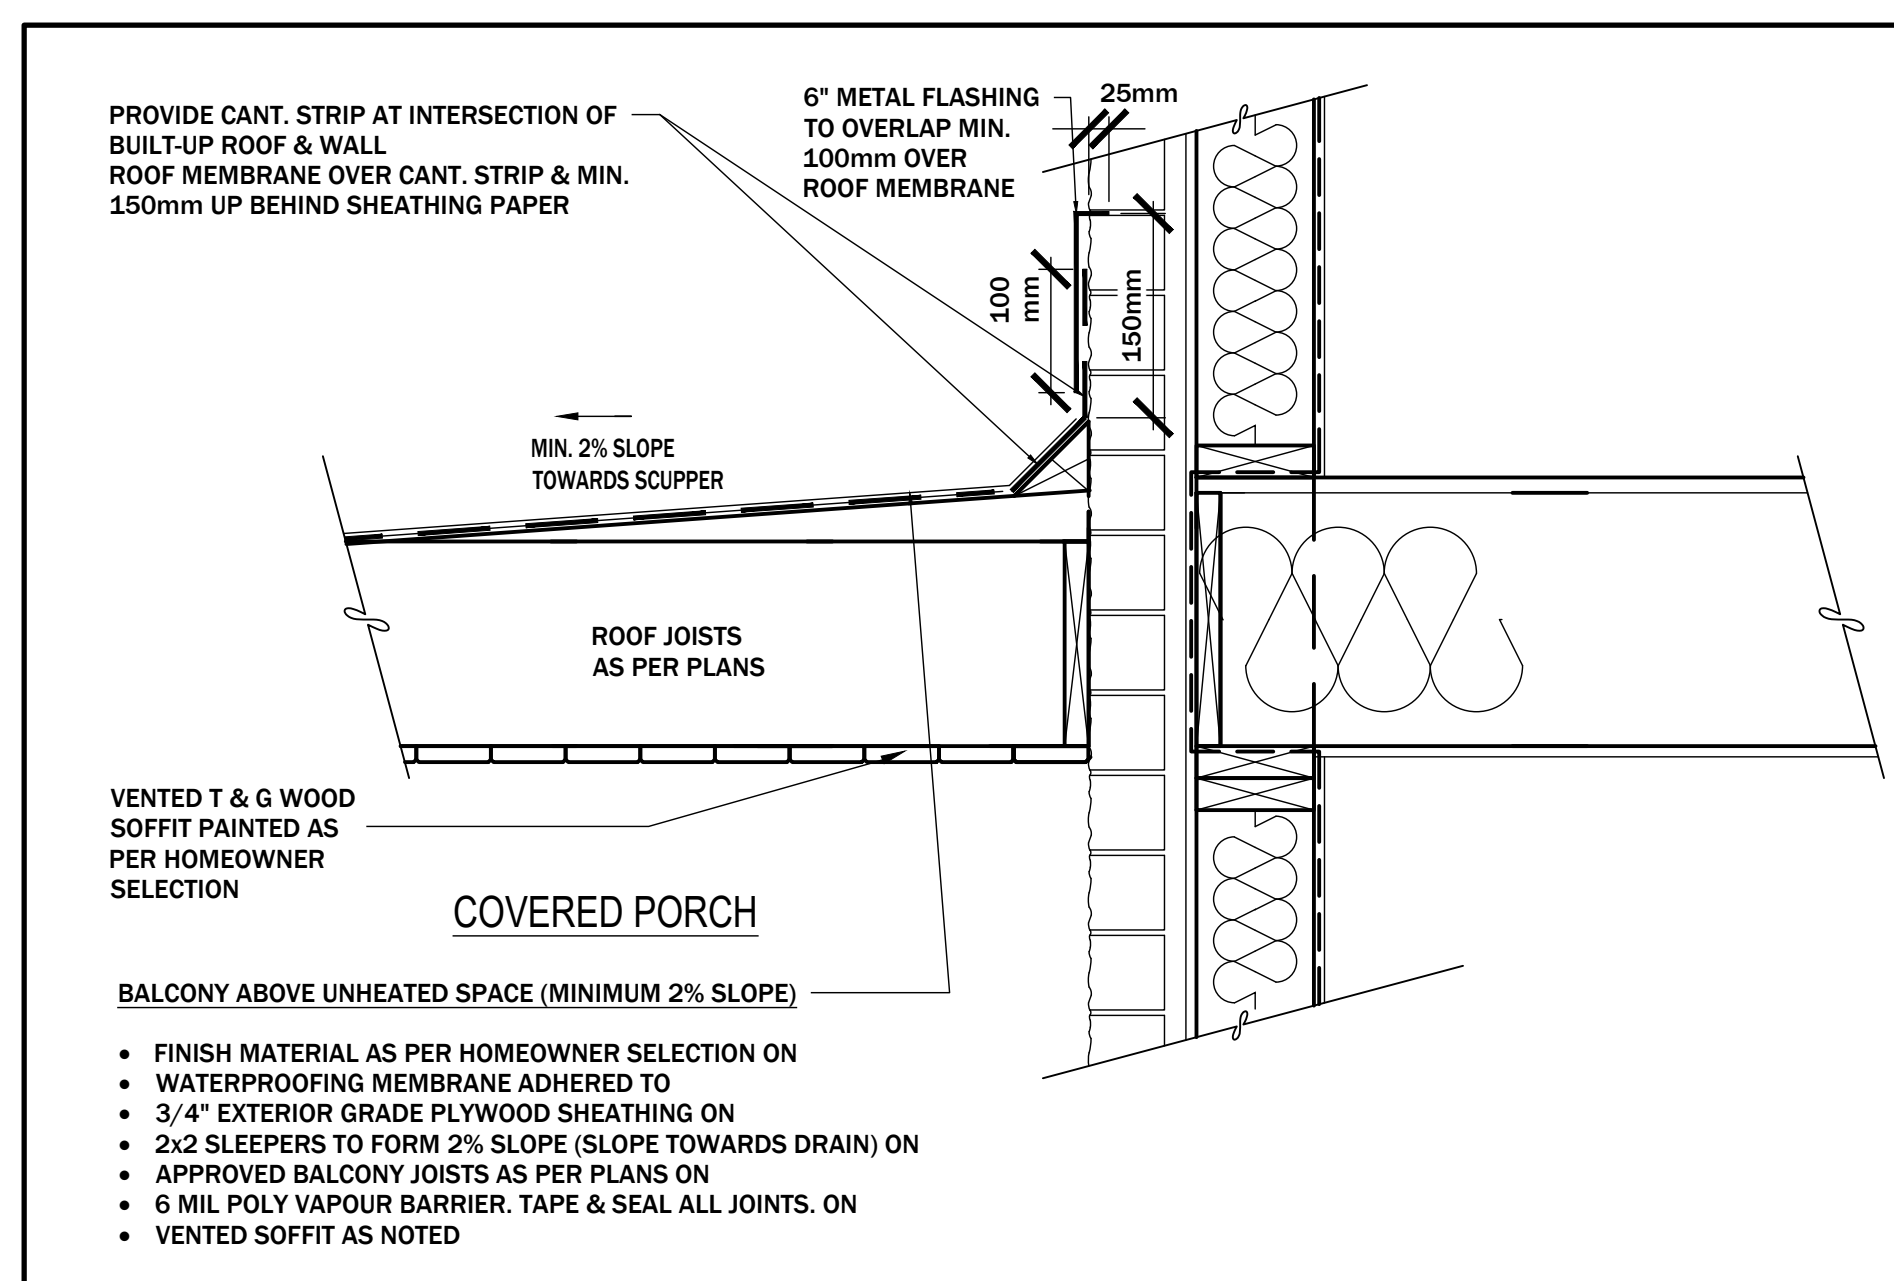 PROVIDE CANT. STRIP AT INTERSECTION OF
BUILT-UP ROOF & WALL
ROOF MEMBRANE OVER CANT. STRIP & MIN.
150mm UP BEHIND SHEATHING PAPER
6" METAL FLASHING
TO OVERLAP MIN.
100mm OVER
ROOF MEMBRANE
25mm
100
mm
150mm
MIN. 2% SLOPE
TOWARDS SCUPPER
ROOF JOISTS
AS PER PLANS
VENTED T & G WOOD
SOFFIT PAINTED AS
PER HOMEOWNER
SELECTION
COVERED PORCH
BALCONY ABOVE UNHEATED SPACE (MINIMUM 2% SLOPE)
• FINISH MATERIAL AS PER HOMEOWNER SELECTION ON
• WATERPROOFING MEMBRANE ADHERED TO
• 3/4" EXTERIOR GRADE PLYWOOD SHEATHING ON
• 2x2 SLEEPERS TO FORM 2% SLOPE (SLOPE TOWARDS DRAIN) ON
• APPROVED BALCONY JOISTS AS PER PLANS ON
• 6 MIL POLY VAPOUR BARRIER. TAPE & SEAL ALL JOINTS. ON
• VENTED SOFFIT AS NOTED